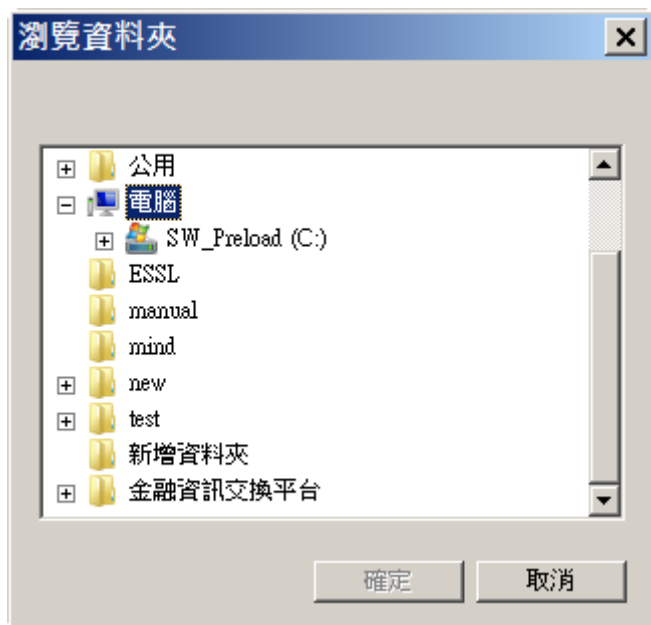 瀏覽資料夾
公用
電腦
SW_Preload (C:)
ESSL
manual
mind
new
test
新增資料夾
金融資訊交換平台
確定
取消